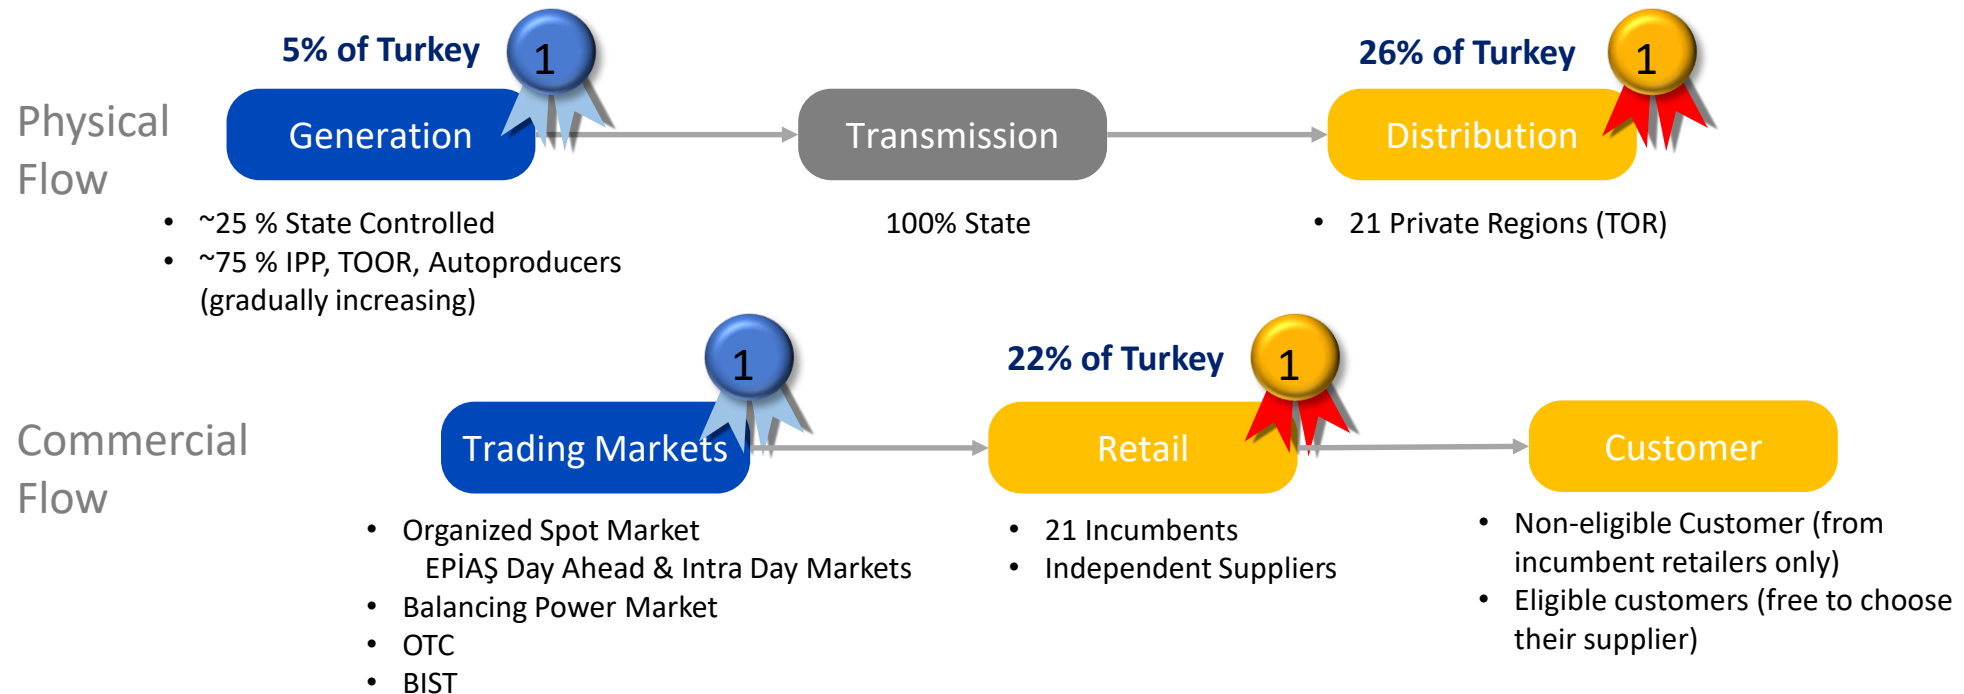 5% of Turkey
1
26% of Turkey
1
Physical
Flow
Generation
Transmission
Distribution
• ~25 % State Controlled
• ~75 % IPP, TOOR, Autoproducers
(gradually increasing)
100% State
• 21 Private Regions (TOR)
1
22% of Turkey
1
Commercial
Flow
Trading Markets
Retail
Customer
• Organized Spot Market
EPİAŞ Day Ahead & Intra Day Markets
• Balancing Power Market
• OTC
• BIST
• 21 Incumbents
• Independent Suppliers
• Non-eligible Customer (from
incumbent retailers only)
• Eligible customers (free to choose
their supplier)